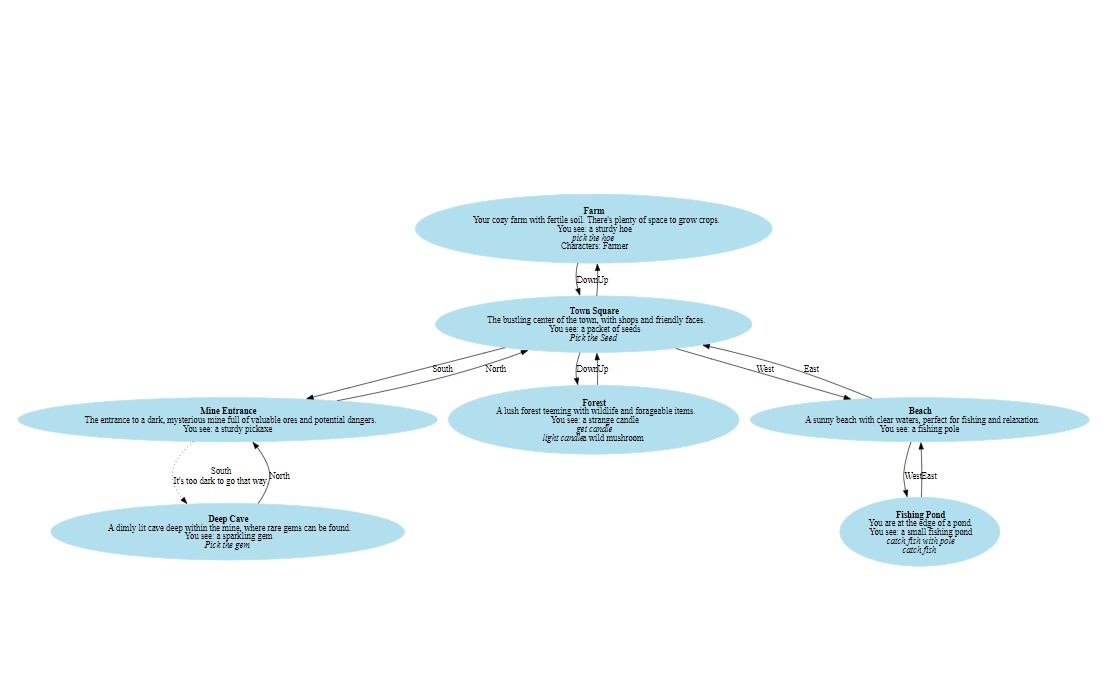 Farm
Your cozy farm with fertile soil. There's plenty of space to grow crops.
You see: a sturdy hoe
pick the hoe
Characters: Farmer
Down
Up
Town Square
The bustling center of the town, with shops and friendly faces.
You see: a packet of seeds
Pick the Seed
South
North
Down
Up
West
East
Mine Entrance
The entrance to a dark, mysterious mine full of valuable ores and potential dangers.
You see: a sturdy pickaxe
Forest
A lush forest teeming with wildlife and forageable items.
You see: a strange candle
get candle
light candle a wild mushroom
Beach
A sunny beach with clear waters, perfect for fishing and relaxation.
You see: a fishing pole
South
It's too dark to go that way.
North
West
East
Deep Cave
A dimly lit cave deep within the mine, where rare gems can be found.
You see: a sparkling gem
Pick the gem
Fishing Pond
You are at the edge of a pond.
You see: a small fishing pond
catch fish with pole
catch fish